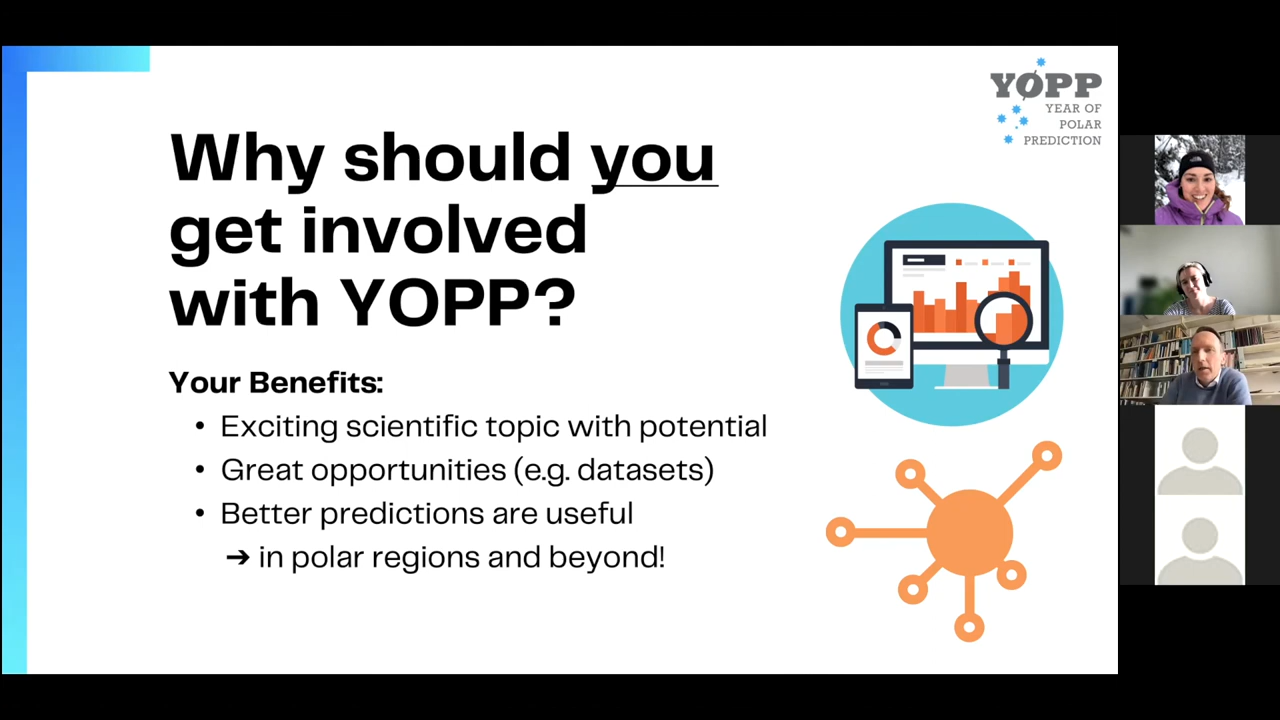 YOPP
YEAR OF
POLAR
PREDICTION
Why should you
get involved
with YOPP?
Your Benefits:
• Exciting scientific topic with potential
• Great opportunities (e.g. datasets)
• Better predictions are useful
➔ in polar regions and beyond!